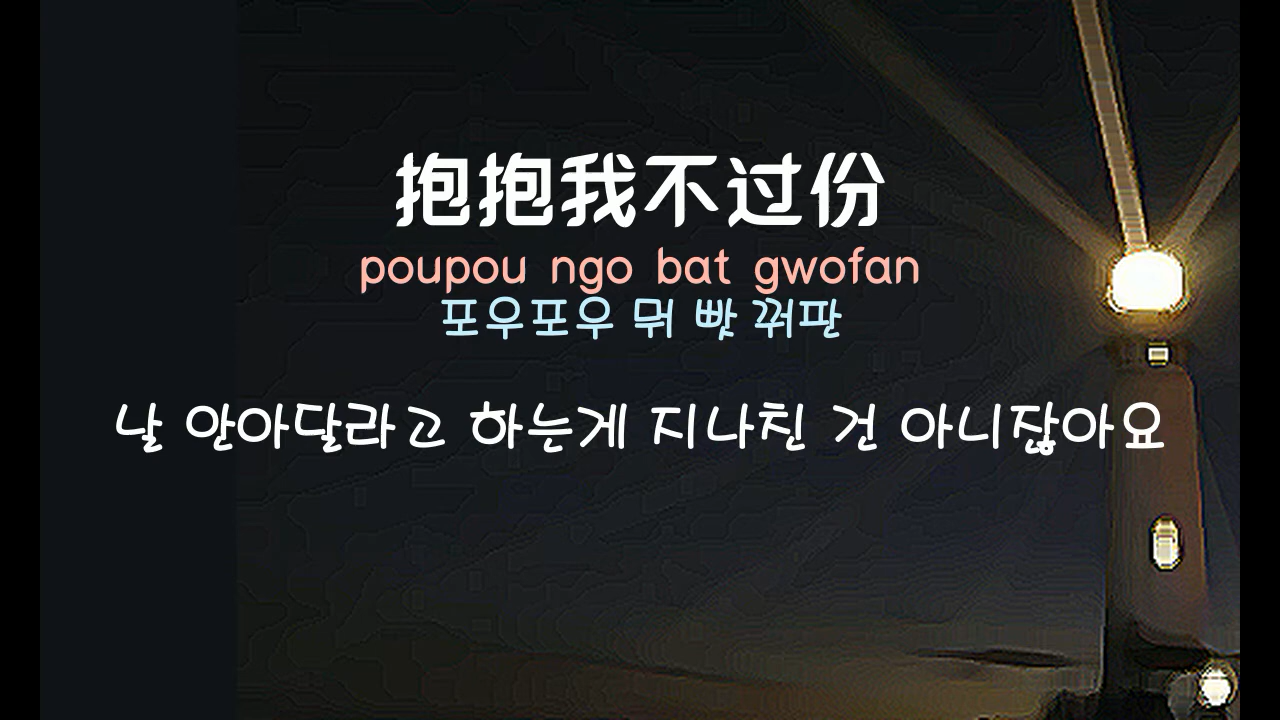 抱抱我不过份
poupou ngo bat gwofan
포우포우 뭐 빳 꿔판
날 안아달라고 하는게 지나친 건 아니잖아요